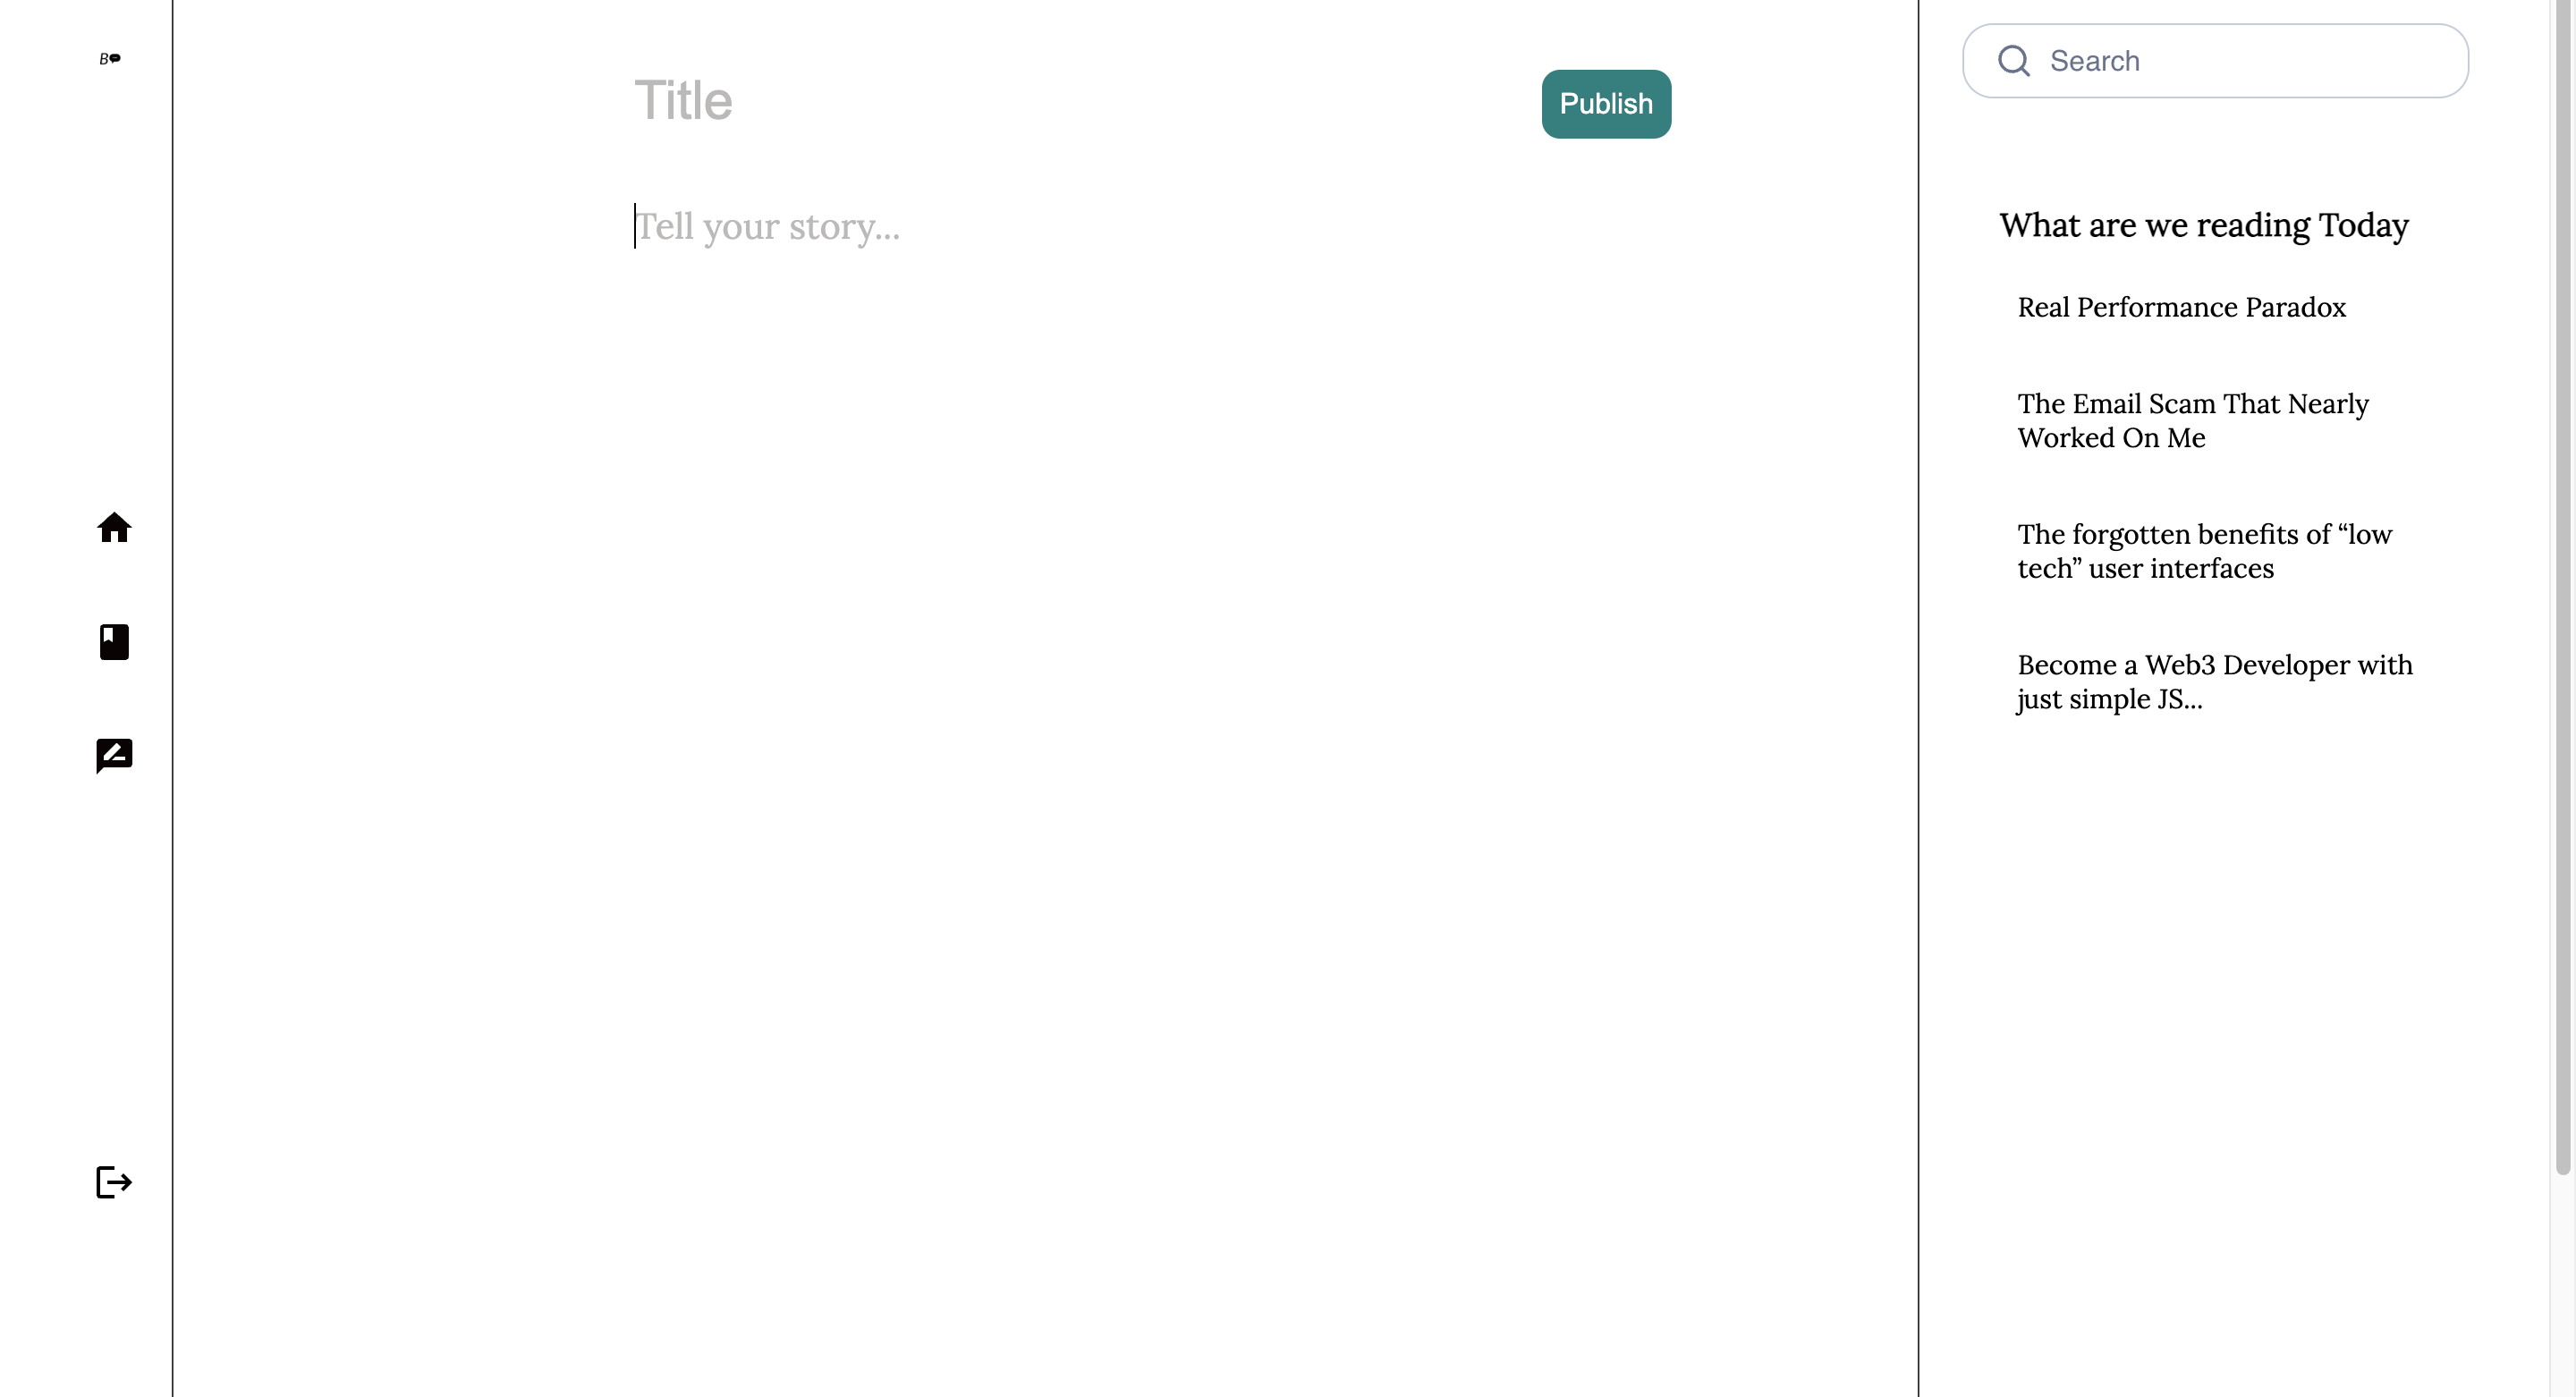 B
Title
Publish
Tell your story...
Search
What are we reading Today
Real Performance Paradox
The Email Scam That Nearly
Worked On Me
The forgotten benefits of “low
tech” user interfaces
Become a Web3 Developer with
just simple JS...